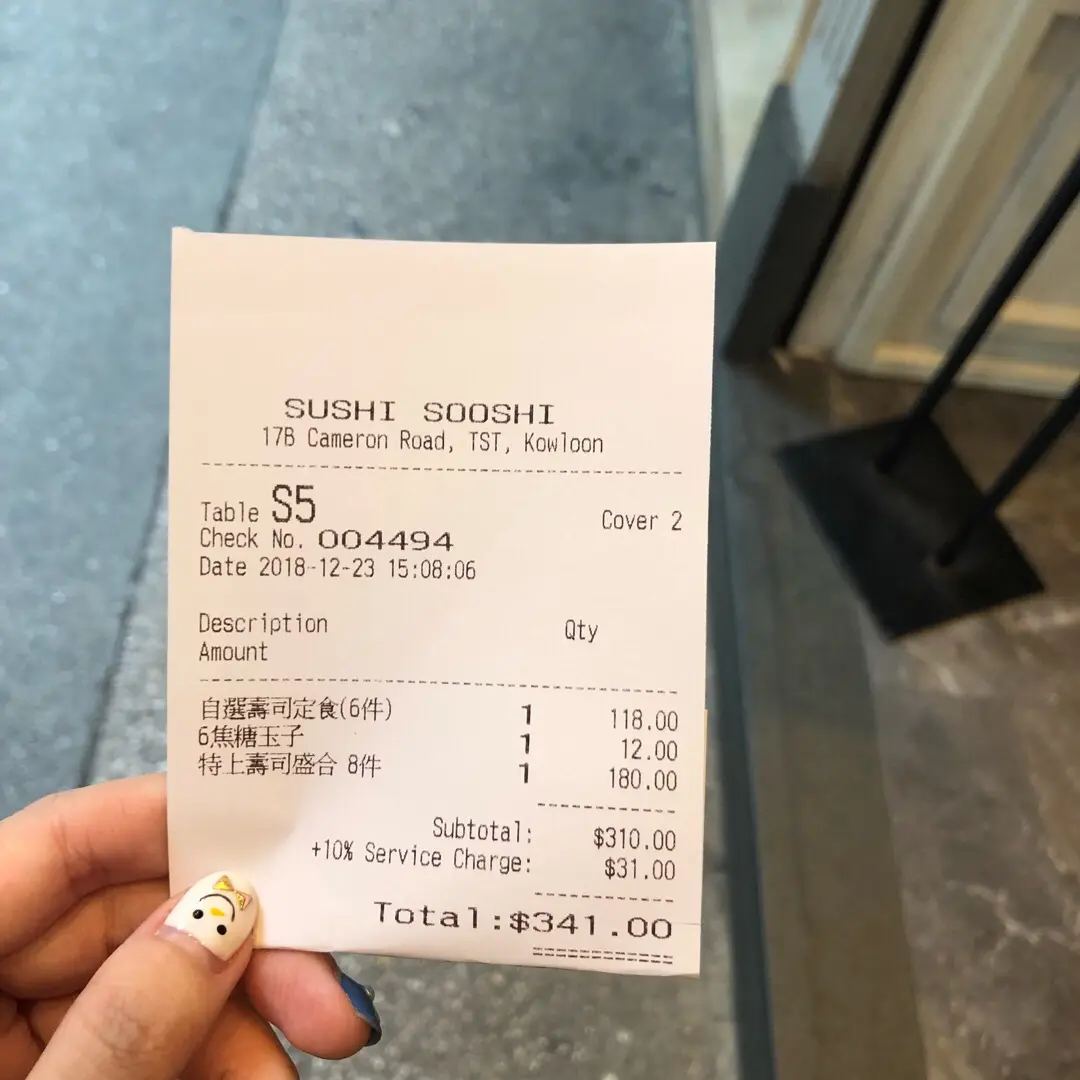 SUSHI SOOSHI
17B Cameron Road, TST, Kowloon
Table S5 Cover 2
Check No. 004494
Date 2018-12-23 15:08:06
Description Qty
Amount
自選壽司定食(6件) 1 118.00
6焦糖玉子 1 12.00
特上壽司盛合 8件 1 180.00
Subtotal: $310.00
+10% Service Charge: $31.00
Total:$341.00